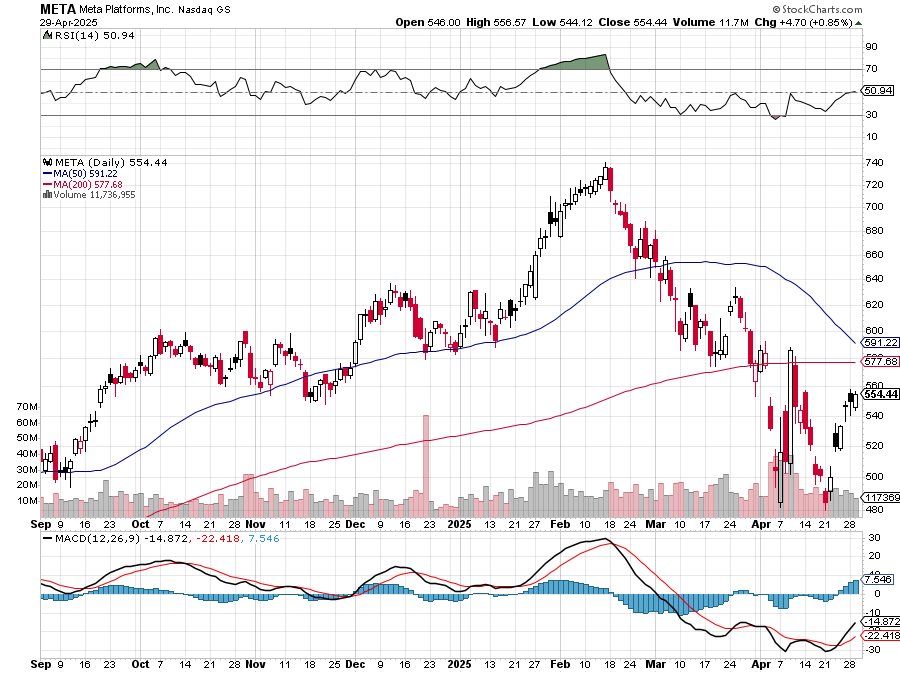 META Meta Platforms, Inc. Nasdaq GS
© StockCharts.com
29-Apr-2025
Open 546.00 High 556.57 Low 544.12 Close 554.44 Volume 11.7M Chg +4.70 (+0.85%)
RSI(14) 50.94
90
70
50.94
30
10
META (Daily) 554.44
MA(50) 591.22
MA(200) 577.68
Volume 11,736,955
740
720
700
680
660
640
620
600
591.22
577.68
560
554.44
540
520
500
117369
480
70M
60M
50M
40M
30M
20M
10M
Sep 9 16 23 Oct 7 14 21 28 Nov 11 18 25 Dec 9 16 23 2025 13 21 27 Feb 10 18 24 Mar 10 17 24 Apr 7 14 21 28
MACD(12,26,9) -14.872, -22.418, 7.546
30
20
7.546
0
-10
-14.872
-22.418
-30
Sep 9 16 23 Oct 7 14 21 28 Nov 11 18 25 Dec 9 16 23 2025 13 21 27 Feb 10 18 24 Mar 10 17 24 Apr 7 14 21 28